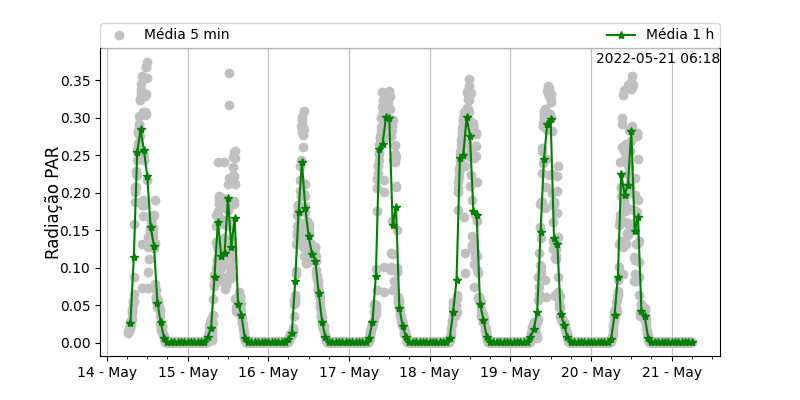 Média 5 min
Média 1 h
2022-05-21 06:18
Radiação PAR
0.35
0.30
0.25
0.20
0.15
0.10
0.05
0.00
14 - May
15 - May
16 - May
17 - May
18 - May
19 - May
20 - May
21 - May